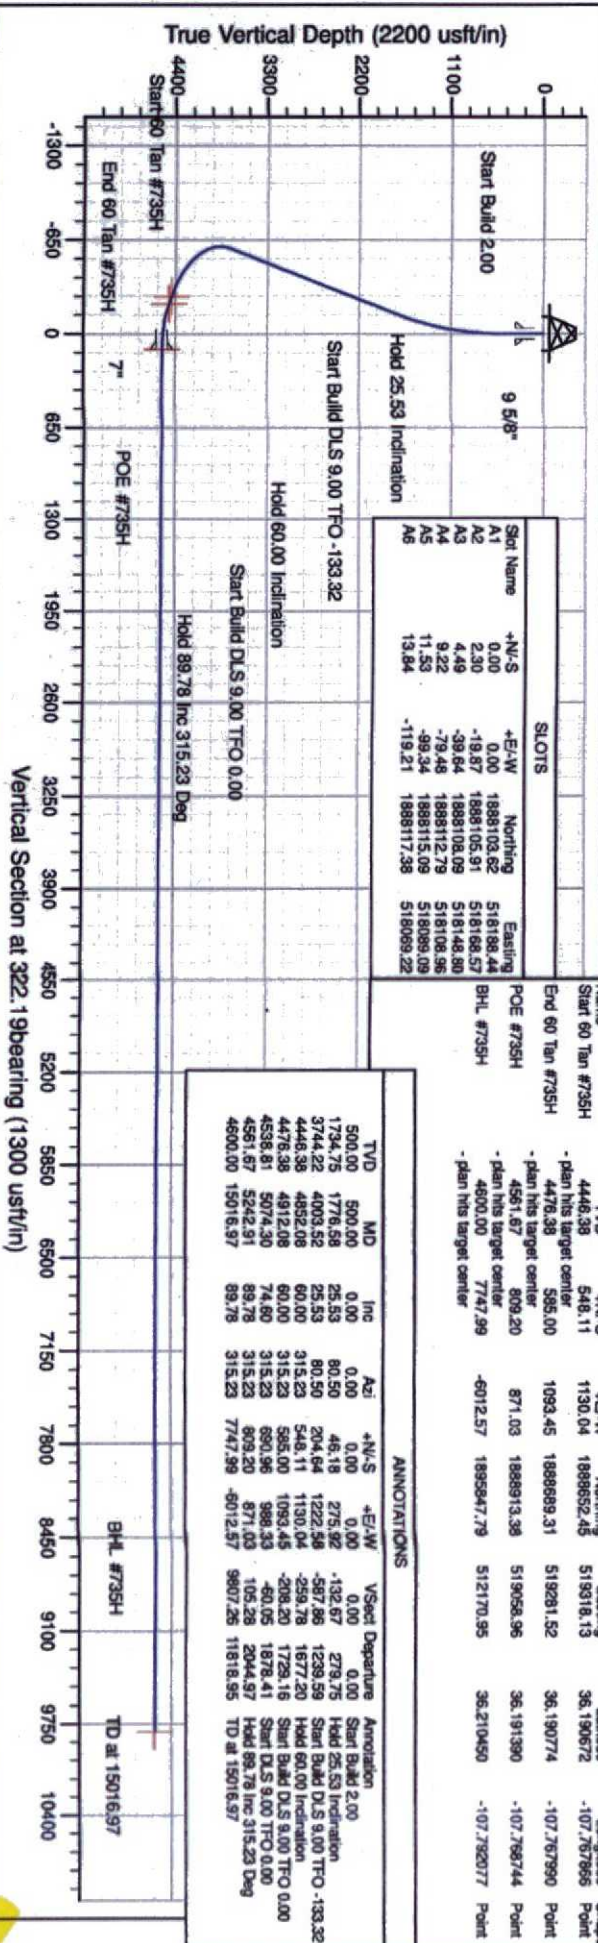 True Vertical Depth (2200 usft/in)
0
1100
2200
3300
4400
Start Build 2.00
9 5/8"
Hold 25.53 Inclination
Start Build DLS 9.00 TFO -133.32
Hold 60.00 Inclination
Start Build DLS 9.00 TFO 0.00
Hold 89.78 Inc 315.23 Deg
Start 60 Tan #735H
End 60 Tan #735H
7"
POE #735H
BHL #735H
TD at 15016.97
-1300 -650 0 650 1300 1950 2600 3250 3900 4550 5200 5850 6500 7150 7800 8450 9100 9750 10400
Vertical Section at 322.19bearing (1300 usft/in)
SLOTS
Slot Name +N/-S +E/-W Northing Easting
A1 0.00 0.00 1888103.62 518188.44
A2 2.30 -19.87 1888105.91 518168.57
A3 4.49 -39.64 1888108.09 518148.80
A4 9.22 -79.48 1888112.79 518108.96
A5 11.53 -99.34 1888115.09 518089.09
A6 13.84 -119.21 1888117.38 518069.22
Start 60 Tan #735H 4446.38 548.11 1130.04 1888652.45 519318.13 36.190672 -107.767866
- plan hits target center
End 60 Tan #735H 4476.38 585.00 1093.45 1888689.31 519281.52 36.190774 -107.767990 Point
- plan hits target center
POE #735H 4561.67 809.20 871.03 1888913.38 519058.96 36.191390 -107.768744 Point
- plan hits target center
BHL #735H 4600.00 7747.99 -6012.57 1895847.79 512170.95 36.210450 -107.792077 Point
- plan hits target center
ANNOTATIONS
TVD MD Inc Azi +N/-S +E/-W VSect Departure Annotation
500.00 500.00 0.00 0.00 0.00 0.00 0.00 0.00 Start Build 2.00
1734.75 1776.58 25.53 80.50 46.18 275.92 -132.67 279.75 Hold 25.53 Inclination
3744.22 4003.52 25.53 80.50 204.64 1222.58 -587.86 1239.59 Start Build DLS 9.00 TFO -133.32
4446.38 4852.08 60.00 315.23 548.11 1130.04 -259.78 1677.20 Hold 60.00 Inclination
4476.38 4912.08 60.00 315.23 585.00 1093.45 -208.20 1729.16 Start Build DLS 9.00 TFO 0.00
4538.81 5074.30 74.60 315.23 690.96 988.33 -60.05 1878.41 Start DLS 9.00 TFO 0.00
4561.67 5242.91 89.78 315.23 809.20 871.03 105.28 2044.97 Hold 89.78 Inc 315.23 Deg
4600.00 15016.97 89.78 315.23 7747.99 -6012.57 9807.26 11818.95 TD at 15016.97